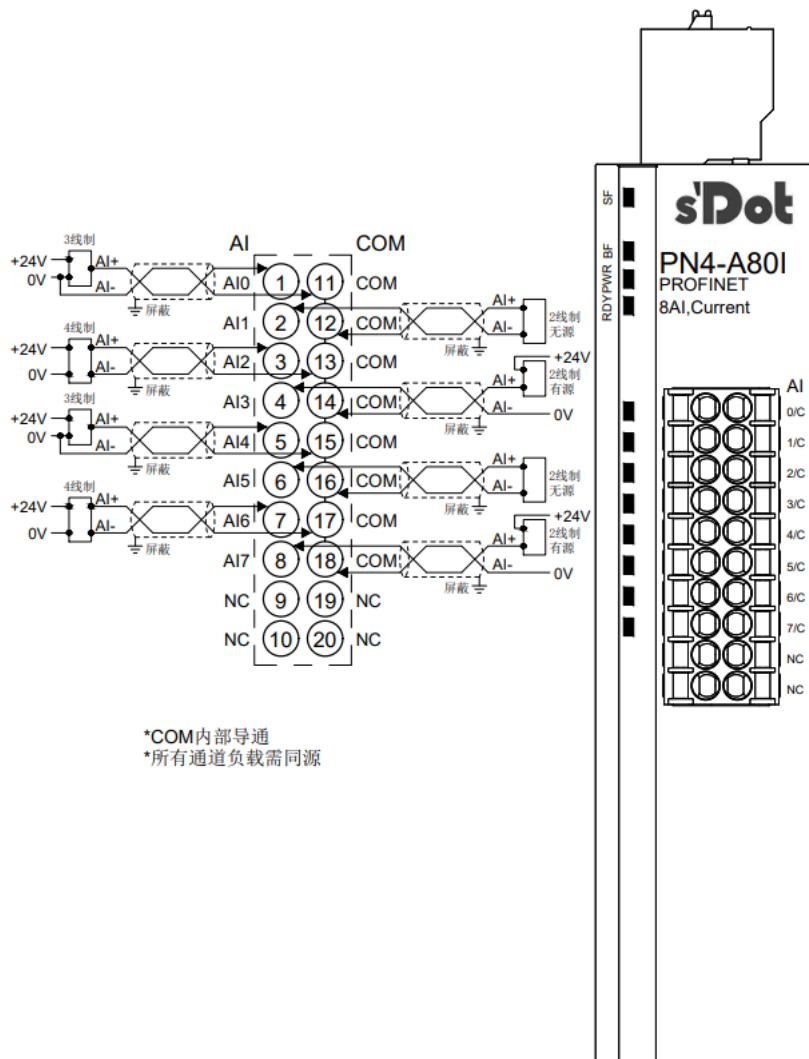 s'Dot
SF
BF
PWR
RDY
PN4-A80I
PROFINET
8AI,Current
AI
0/C
1/C
2/C
3/C
4/C
5/C
6/C
7/C
NC
NC
AI COM
3线制
+24V
0V
AI+
AI-
屏蔽
AI0 1 11 COM
AI1 2 12 COM
AI+
AI-
屏蔽
2线制
无源
4线制
+24V
0V
AI+
AI-
屏蔽
AI2 3 13 COM
AI3 4 14 COM
+24V
AI+
AI-
0V
屏蔽
2线制
有源
3线制
+24V
0V
AI+
AI-
屏蔽
AI4 5 15 COM
AI5 6 16 COM
AI+
AI-
屏蔽
2线制
无源
4线制
+24V
0V
AI+
AI-
屏蔽
AI6 7 17 COM
AI7 8 18 COM
+24V
AI+
AI-
0V
屏蔽
2线制
有源
NC 9 19 NC
NC 10 20 NC
*COM内部导通
*所有通道负载需同源